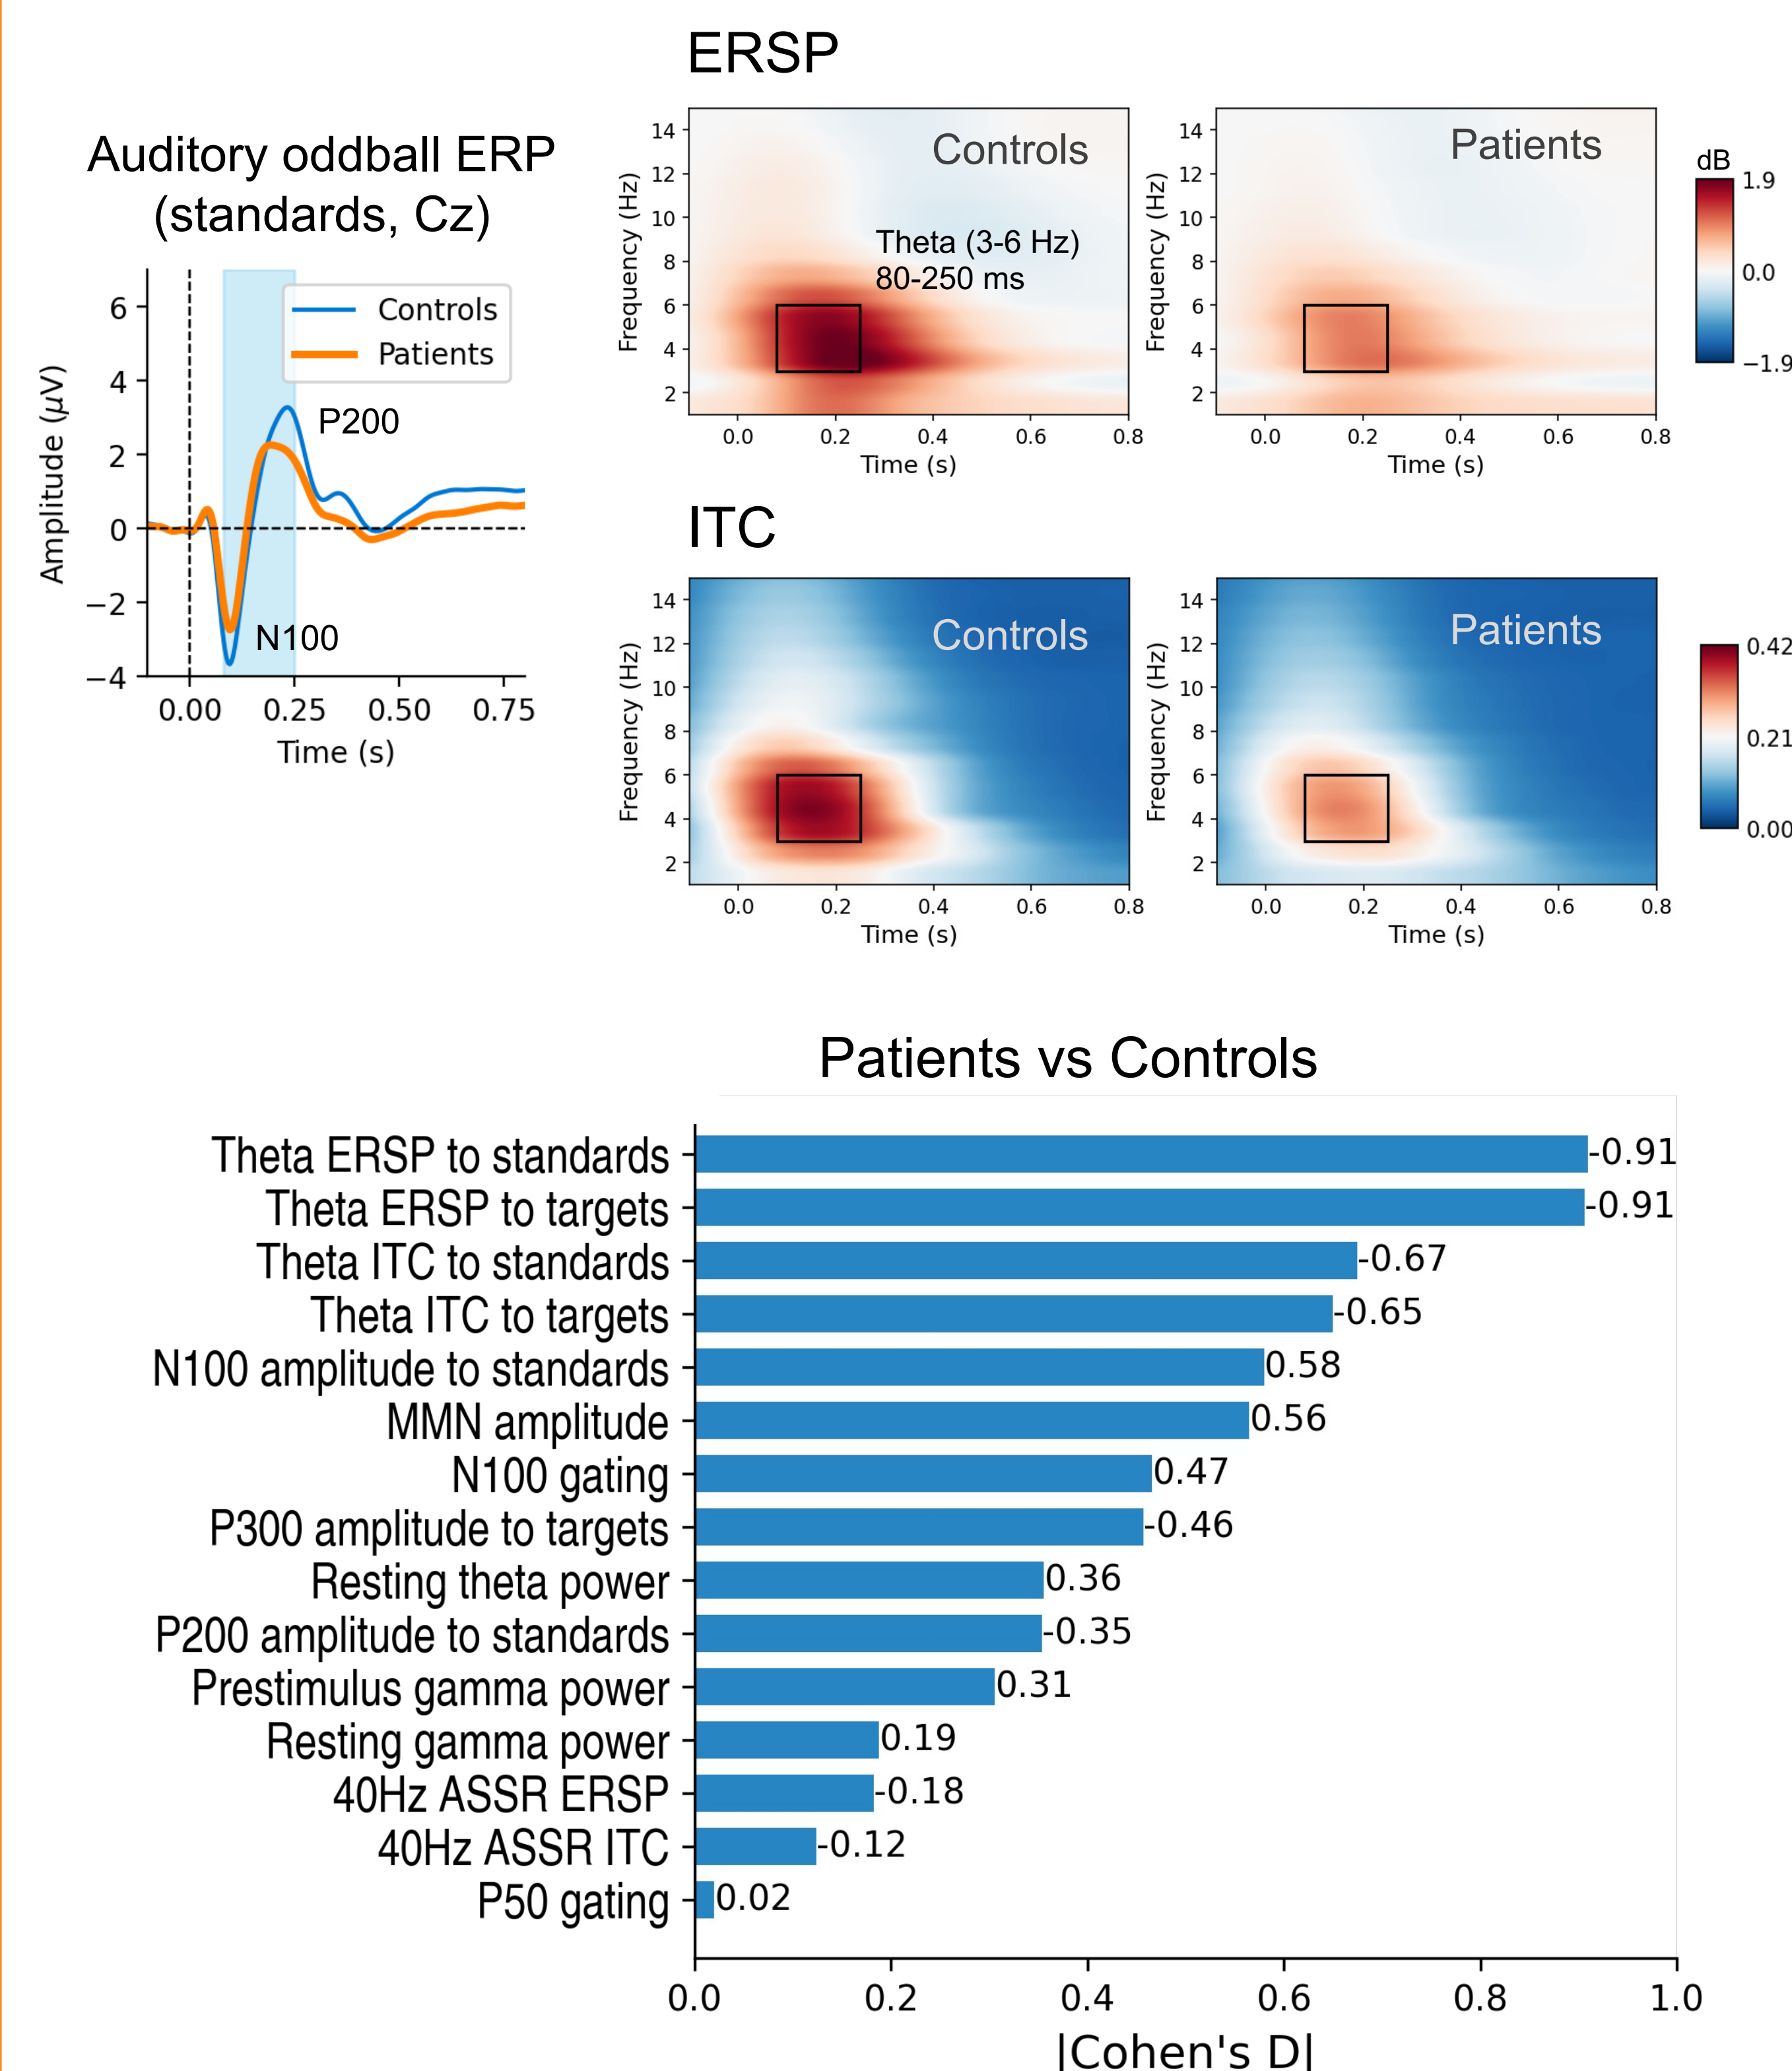 ERSP
Auditory oddball ERP
(standards, Cz)
6
4
2
0
−2
−4
Amplitude (μV)
Controls
Patients
P200
N100
0.00 0.25 0.50 0.75
Time (s)
14
12
10
8
6
4
2
Frequency (Hz)
Controls
Theta (3-6 Hz)
80-250 ms
0.0 0.2 0.4 0.6 0.8
Time (s)
14
12
10
8
6
4
2
Frequency (Hz)
Patients
0.0 0.2 0.4 0.6 0.8
Time (s)
dB
1.9
0.0
−1.9
ITC
14
12
10
8
6
4
2
Frequency (Hz)
Controls
0.0 0.2 0.4 0.6 0.8
Time (s)
14
12
10
8
6
4
2
Frequency (Hz)
Patients
0.0 0.2 0.4 0.6 0.8
Time (s)
0.42
0.21
0.00
Patients vs Controls
Theta ERSP to standards -0.91
Theta ERSP to targets -0.91
Theta ITC to standards -0.67
Theta ITC to targets -0.65
N100 amplitude to standards 0.58
MMN amplitude 0.56
N100 gating 0.47
P300 amplitude to targets -0.46
Resting theta power 0.36
P200 amplitude to standards -0.35
Prestimulus gamma power 0.31
Resting gamma power 0.19
40Hz ASSR ERSP -0.18
40Hz ASSR ITC -0.12
P50 gating 0.02
0.0 0.2 0.4 0.6 0.8 1.0
|Cohen's D|